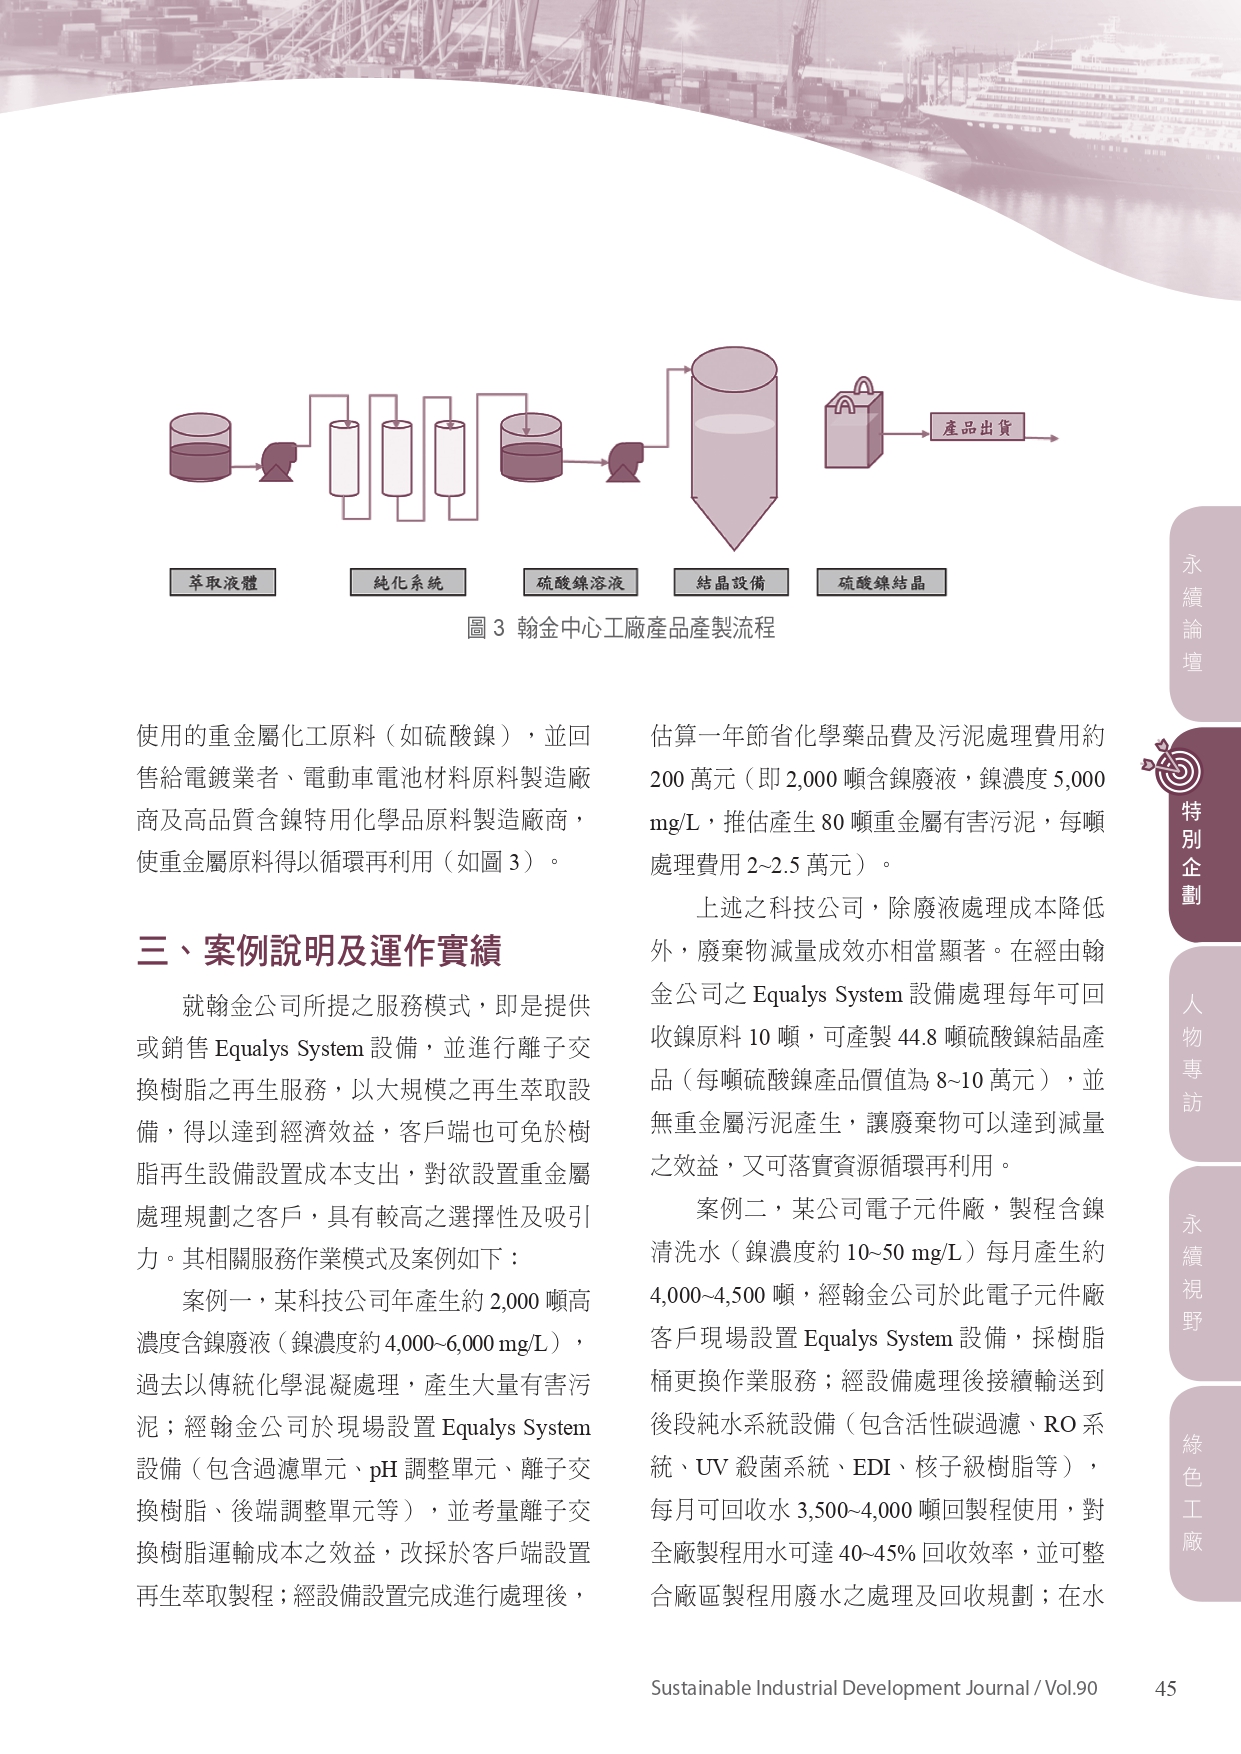 產品出貨
萃取液體
純化系統
硫酸鎳溶液
結晶設備
硫酸鎳結晶
圖 3 翰金中心工廠產品產製流程
使用的重金屬化工原料（如硫酸鎳），並回
售給電鍍業者、電動車電池材料原料製造廠
商及高品質含鎳特用化學品原料製造廠商，
使重金屬原料得以循環再利用（如圖 3）。
三、案例說明及運作實績
就翰金公司所提之服務模式，即是提供
或銷售 Equalys System 設備，並進行離子交
換樹脂之再生服務，以大規模之再生萃取設
備，得以達到經濟效益，客戶端也可免於樹
脂再生設備設置成本支出，對欲設置重金屬
處理規劃之客戶，具有較高之選擇性及吸引
力。其相關服務作業模式及案例如下：
案例一，某科技公司年產生約 2,000 噸高
濃度含鎳廢液（鎳濃度約 4,000~6,000 mg/L），
過去以傳統化學混凝處理，產生大量有害污
泥；經翰金公司於現場設置 Equalys System
設備（包含過濾單元、pH 調整單元、離子交
換樹脂、後端調整單元等），並考量離子交
換樹脂運輸成本之效益，改採於客戶端設置
再生萃取製程；經設備設置完成進行處理後，
估算一年節省化學藥品費及污泥處理費用約
200 萬元（即 2,000 噸含鎳廢液，鎳濃度 5,000
mg/L，推估產生 80 噸重金屬有害污泥，每噸
處理費用 2~2.5 萬元）。
上述之科技公司，除廢液處理成本降低
外，廢棄物減量成效亦相當顯著。在經由翰
金公司之 Equalys System 設備處理每年可回
收鎳原料 10 噸，可產製 44.8 噸硫酸鎳結晶產
品（每噸硫酸鎳產品價值為 8~10 萬元），並
無重金屬污泥產生，讓廢棄物可以達到減量
之效益，又可落實資源循環再利用。
案例二，某公司電子元件廠，製程含鎳
清洗水（鎳濃度約 10~50 mg/L）每月產生約
4,000~4,500 噸，經翰金公司於此電子元件廠
客戶現場設置 Equalys System 設備，採樹脂
桶更換作業服務；經設備處理後接續輸送到
後段純水系統設備（包含活性碳過濾、RO 系
統、UV 殺菌系統、EDI、核子級樹脂等），
每月可回收水 3,500~4,000 噸回製程使用，對
全廠製程用水可達 40~45% 回收效率，並可整
合廠區製程用廢水之處理及回收規劃；在水
永續論壇
特別企劃
人物專訪
永續視野
綠色工廠
Sustainable Industrial Development Journal / Vol.90 45